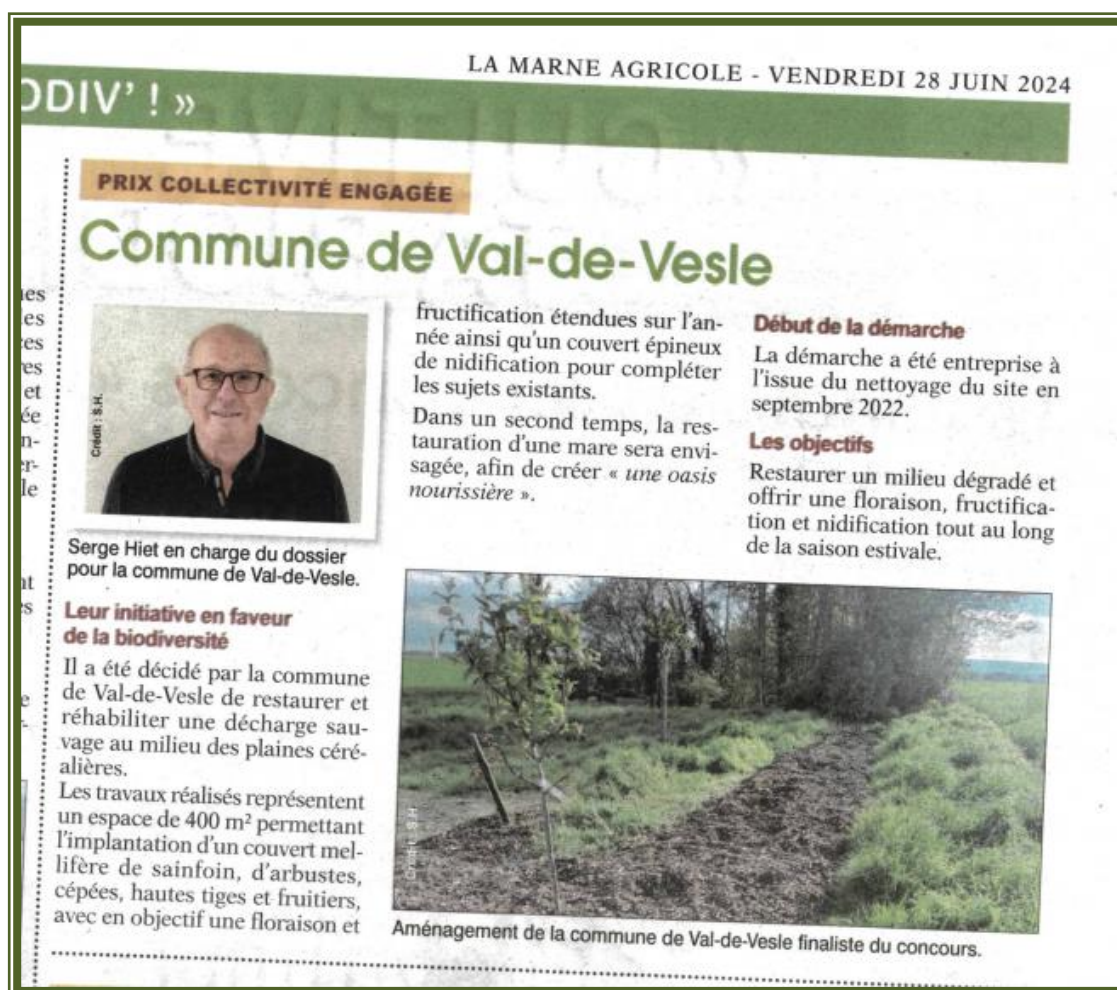 LA MARNE AGRICOLE - VENDREDI 28 JUIN 2024
ODIV' ! »
PRIX COLLECTIVITÉ ENGAGÉE
Commune de Val-de-Vesle
Crédit : S.H.
Serge Hiet en charge du dossier
pour la commune de Val-de-Vesle.
Leur initiative en faveur
de la biodiversité
Il a été décidé par la commune
de Val-de-Vesle de restaurer et
réhabiliter une décharge sau-
vage au milieu des plaines céré-
alières.
Les travaux réalisés représentent
un espace de 400 m² permettant
l'implantation d'un couvert mel-
lifère de sainfoin, d'arbustes,
cépées, hautes tiges et fruitiers,
avec en objectif une floraison et
fructification étendues sur l'an-
née ainsi qu'un couvert épineux
de nidification pour compléter
les sujets existants.
Dans un second temps, la res-
tauration d'une mare sera envi-
sagée, afin de créer « une oasis
nourissière ».
Début de la démarche
La démarche a été entreprise à
l'issue du nettoyage du site en
septembre 2022.
Les objectifs
Restaurer un milieu dégradé et
offrir une floraison, fructifica-
tion et nidification tout au long
de la saison estivale.
Crédit : S.H.
Aménagement de la commune de Val-de-Vesle finaliste du concours.